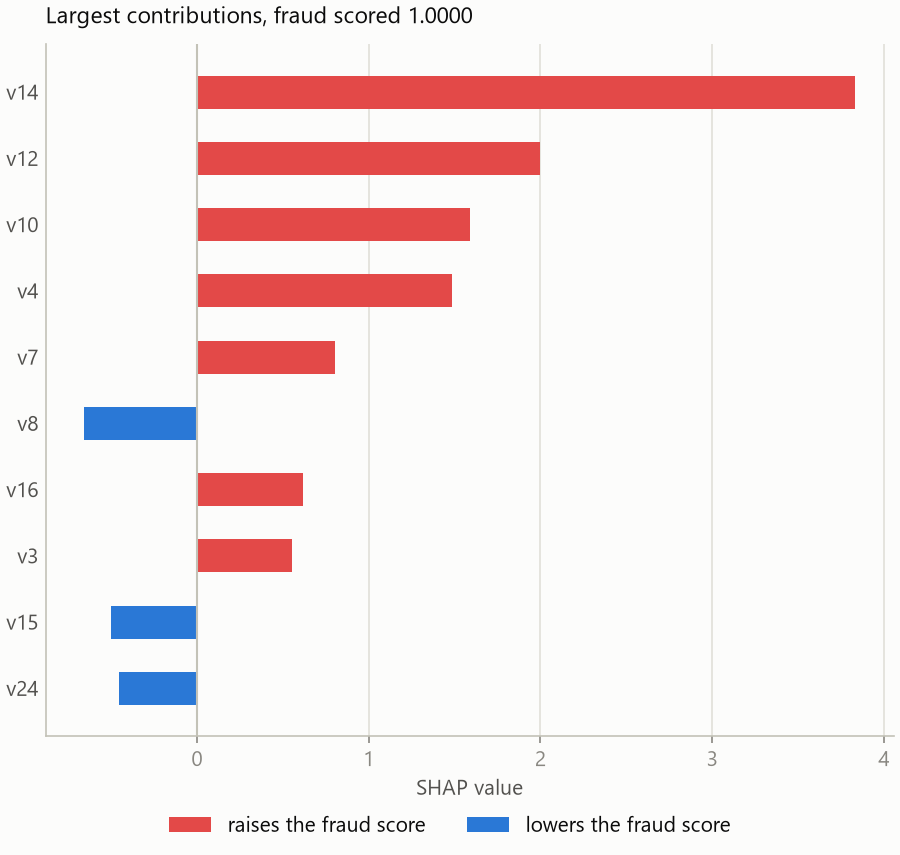 Largest contributions, fraud scored 1.0000
v14
v12
v10
v4
v7
v8
v16
v3
v15
v24
0 1 2 3 4
SHAP value
raises the fraud score lowers the fraud score